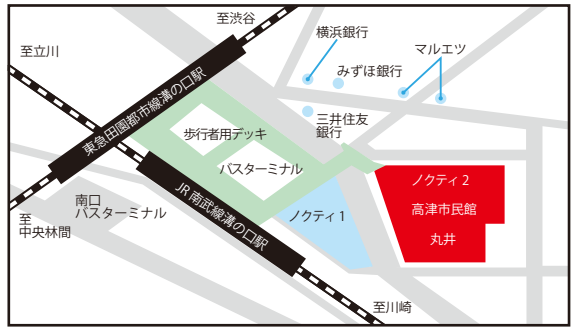 至渋谷
横浜銀行
マルエツ
至立川
みずほ銀行
東急田園都市線溝の口駅
三井住友
銀行
歩行者用デッキ
バスターミナル
JR南武線溝の口駅
ノクティ2
高津市民館
丸井
ノクティ1
南口
バスターミナル
至
中央林間
至川崎